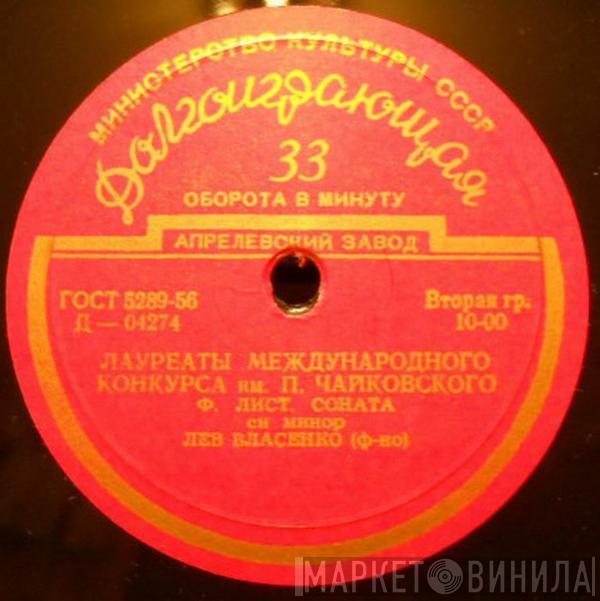 МИНИСТЕРСТВО КУЛЬТУРЫ СССР
Долгоиграющая
33
ОБОРОТА В МИНУТУ
АПРЕЛЕВСКИЙ ЗАВОД
ГОСТ 5289-56
Д — 04274
Вторая гр.
10-00
ЛАУРЕАТЫ МЕЖДУНАРОДНОГО
КОНКУРСА им. П. ЧАЙКОВСКОГО
Ф. ЛИСТ. СОНАТА
си минор
ЛЕВ ВЛАСЕНКО (ф-но)
МАРКЕТ ВИНИЛА